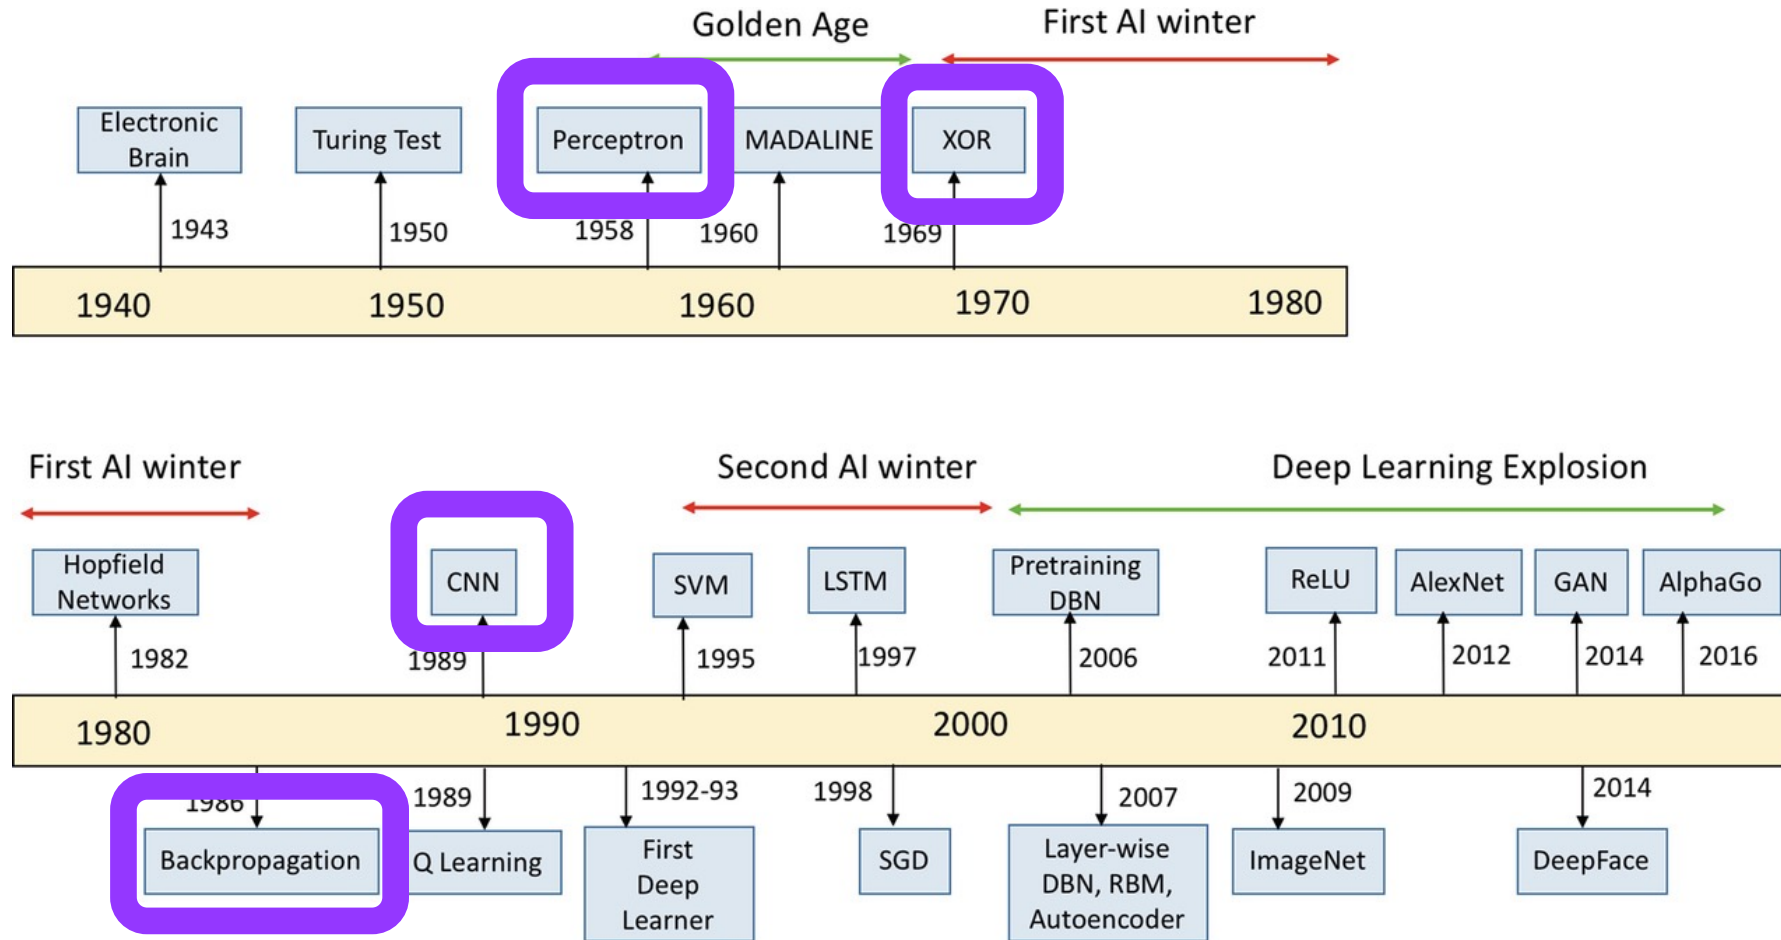 Golden Age
First AI winter
Electronic
Brain
Turing Test
Perceptron
MADALINE
XOR
1943
1950
1958
1960
1969
1940
1950
1960
1970
1980
First AI winter
Second AI winter
Deep Learning Explosion
Hopfield
Networks
CNN
SVM
LSTM
Pretraining
DBN
ReLU
AlexNet
GAN
AlphaGo
1982
1989
1995
1997
2006
2011
2012
2014
2016
1980
1990
2000
2010
1986
1989
1992-93
1998
2007
2009
2014
Backpropagation
Q Learning
First
Deep
Learner
SGD
Layer-wise
DBN, RBM,
Autoencoder
ImageNet
DeepFace